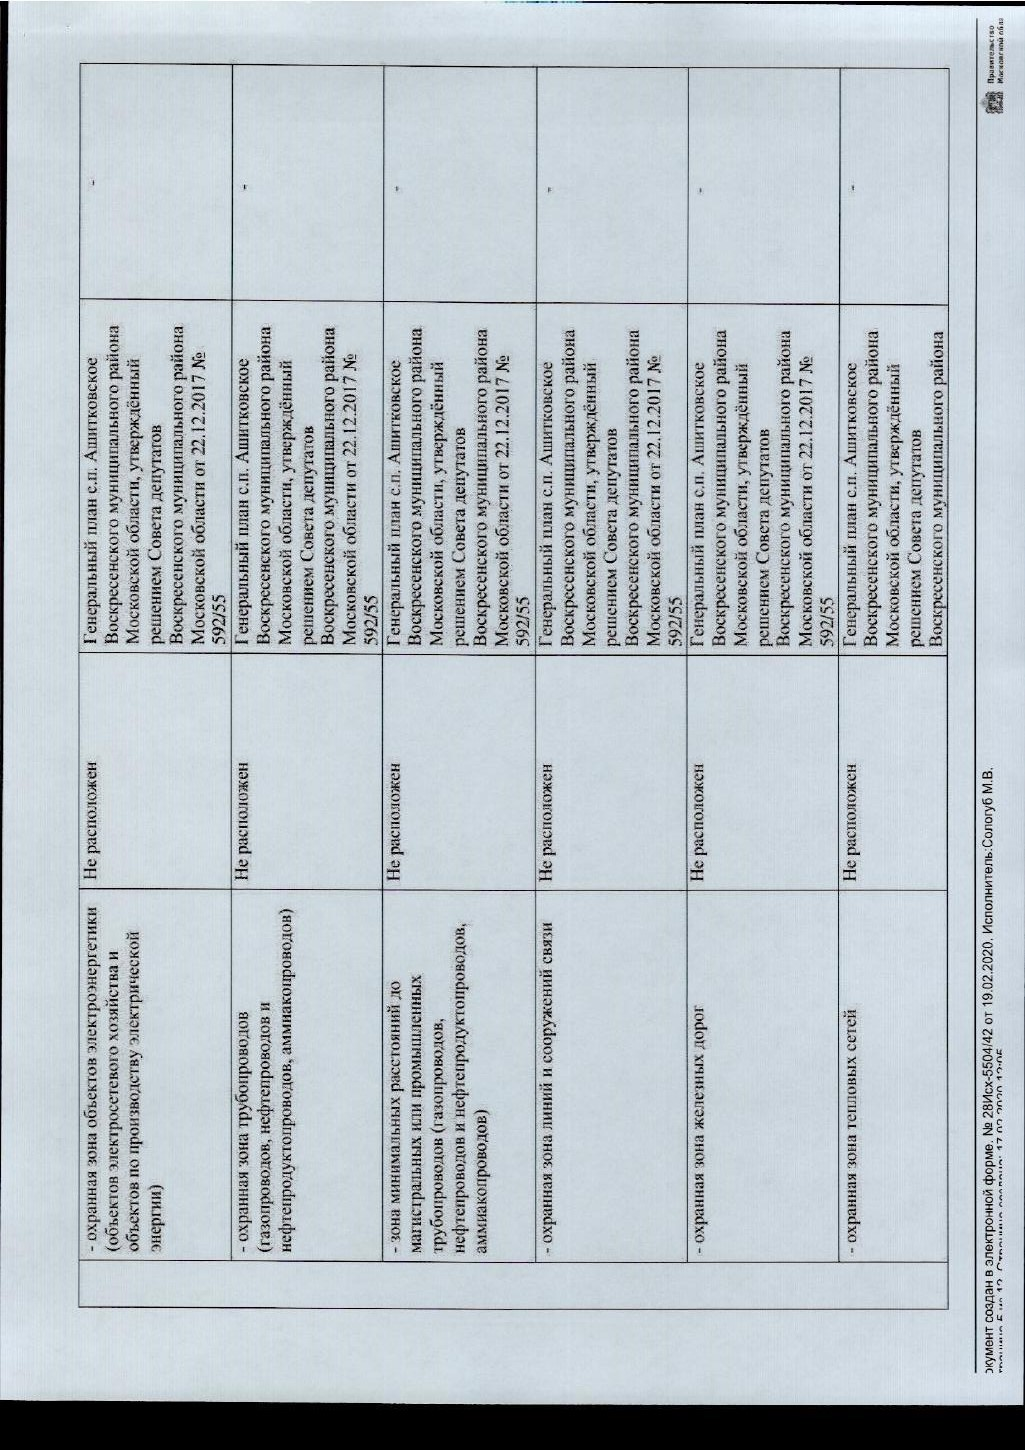 - охранная зона объектов электроэнергетики
(объектов электросетевого хозяйства и
объектов по производству электрической
энергии)
Не расположен
Генеральный план с.п. Ашитковское
Воскресенского муниципального района
Московской области, утверждённый
решением Совета депутатов
Воскресенского муниципального района
Московской области от 22.12.2017 №
592/55
-
- охранная зона трубопроводов
(газопроводов, нефтепроводов и
нефтепродуктопроводов, аммиакопроводов)
Не расположен
Генеральный план с.п. Ашитковское
Воскресенского муниципального района
Московской области, утверждённый
решением Совета депутатов
Воскресенского муниципального района
Московской области от 22.12.2017 №
592/55
-
- зона минимальных расстояний до
магистральных или промышленных
трубопроводов (газопроводов,
нефтепроводов и нефтепродуктопроводов,
аммиакопроводов)
Не расположен
Генеральный план с.п. Ашитковское
Воскресенского муниципального района
Московской области, утверждённый
решением Совета депутатов
Воскресенского муниципального района
Московской области от 22.12.2017 №
592/55
-
- охранная зона линий и сооружений связи
Не расположен
Генеральный план с.п. Ашитковское
Воскресенского муниципального района
Московской области, утверждённый
решением Совета депутатов
Воскресенского муниципального района
Московской области от 22.12.2017 №
592/55
-
- охранная зона железных дорог
Не расположен
Генеральный план с.п. Ашитковское
Воскресенского муниципального района
Московской области, утверждённый
решением Совета депутатов
Воскресенского муниципального района
Московской области от 22.12.2017 №
592/55
-
- охранная зона тепловых сетей
Не расположен
Генеральный план с.п. Ашитковское
Воскресенского муниципального района
Московской области, утверждённый
решением Совета депутатов
Воскресенского муниципального района
-
окумент создан в электронной форме. № 28Исх-5504/42 от 19.02.2020. Исполнитель:Сологуб М.В.
Правительство
Московской обла